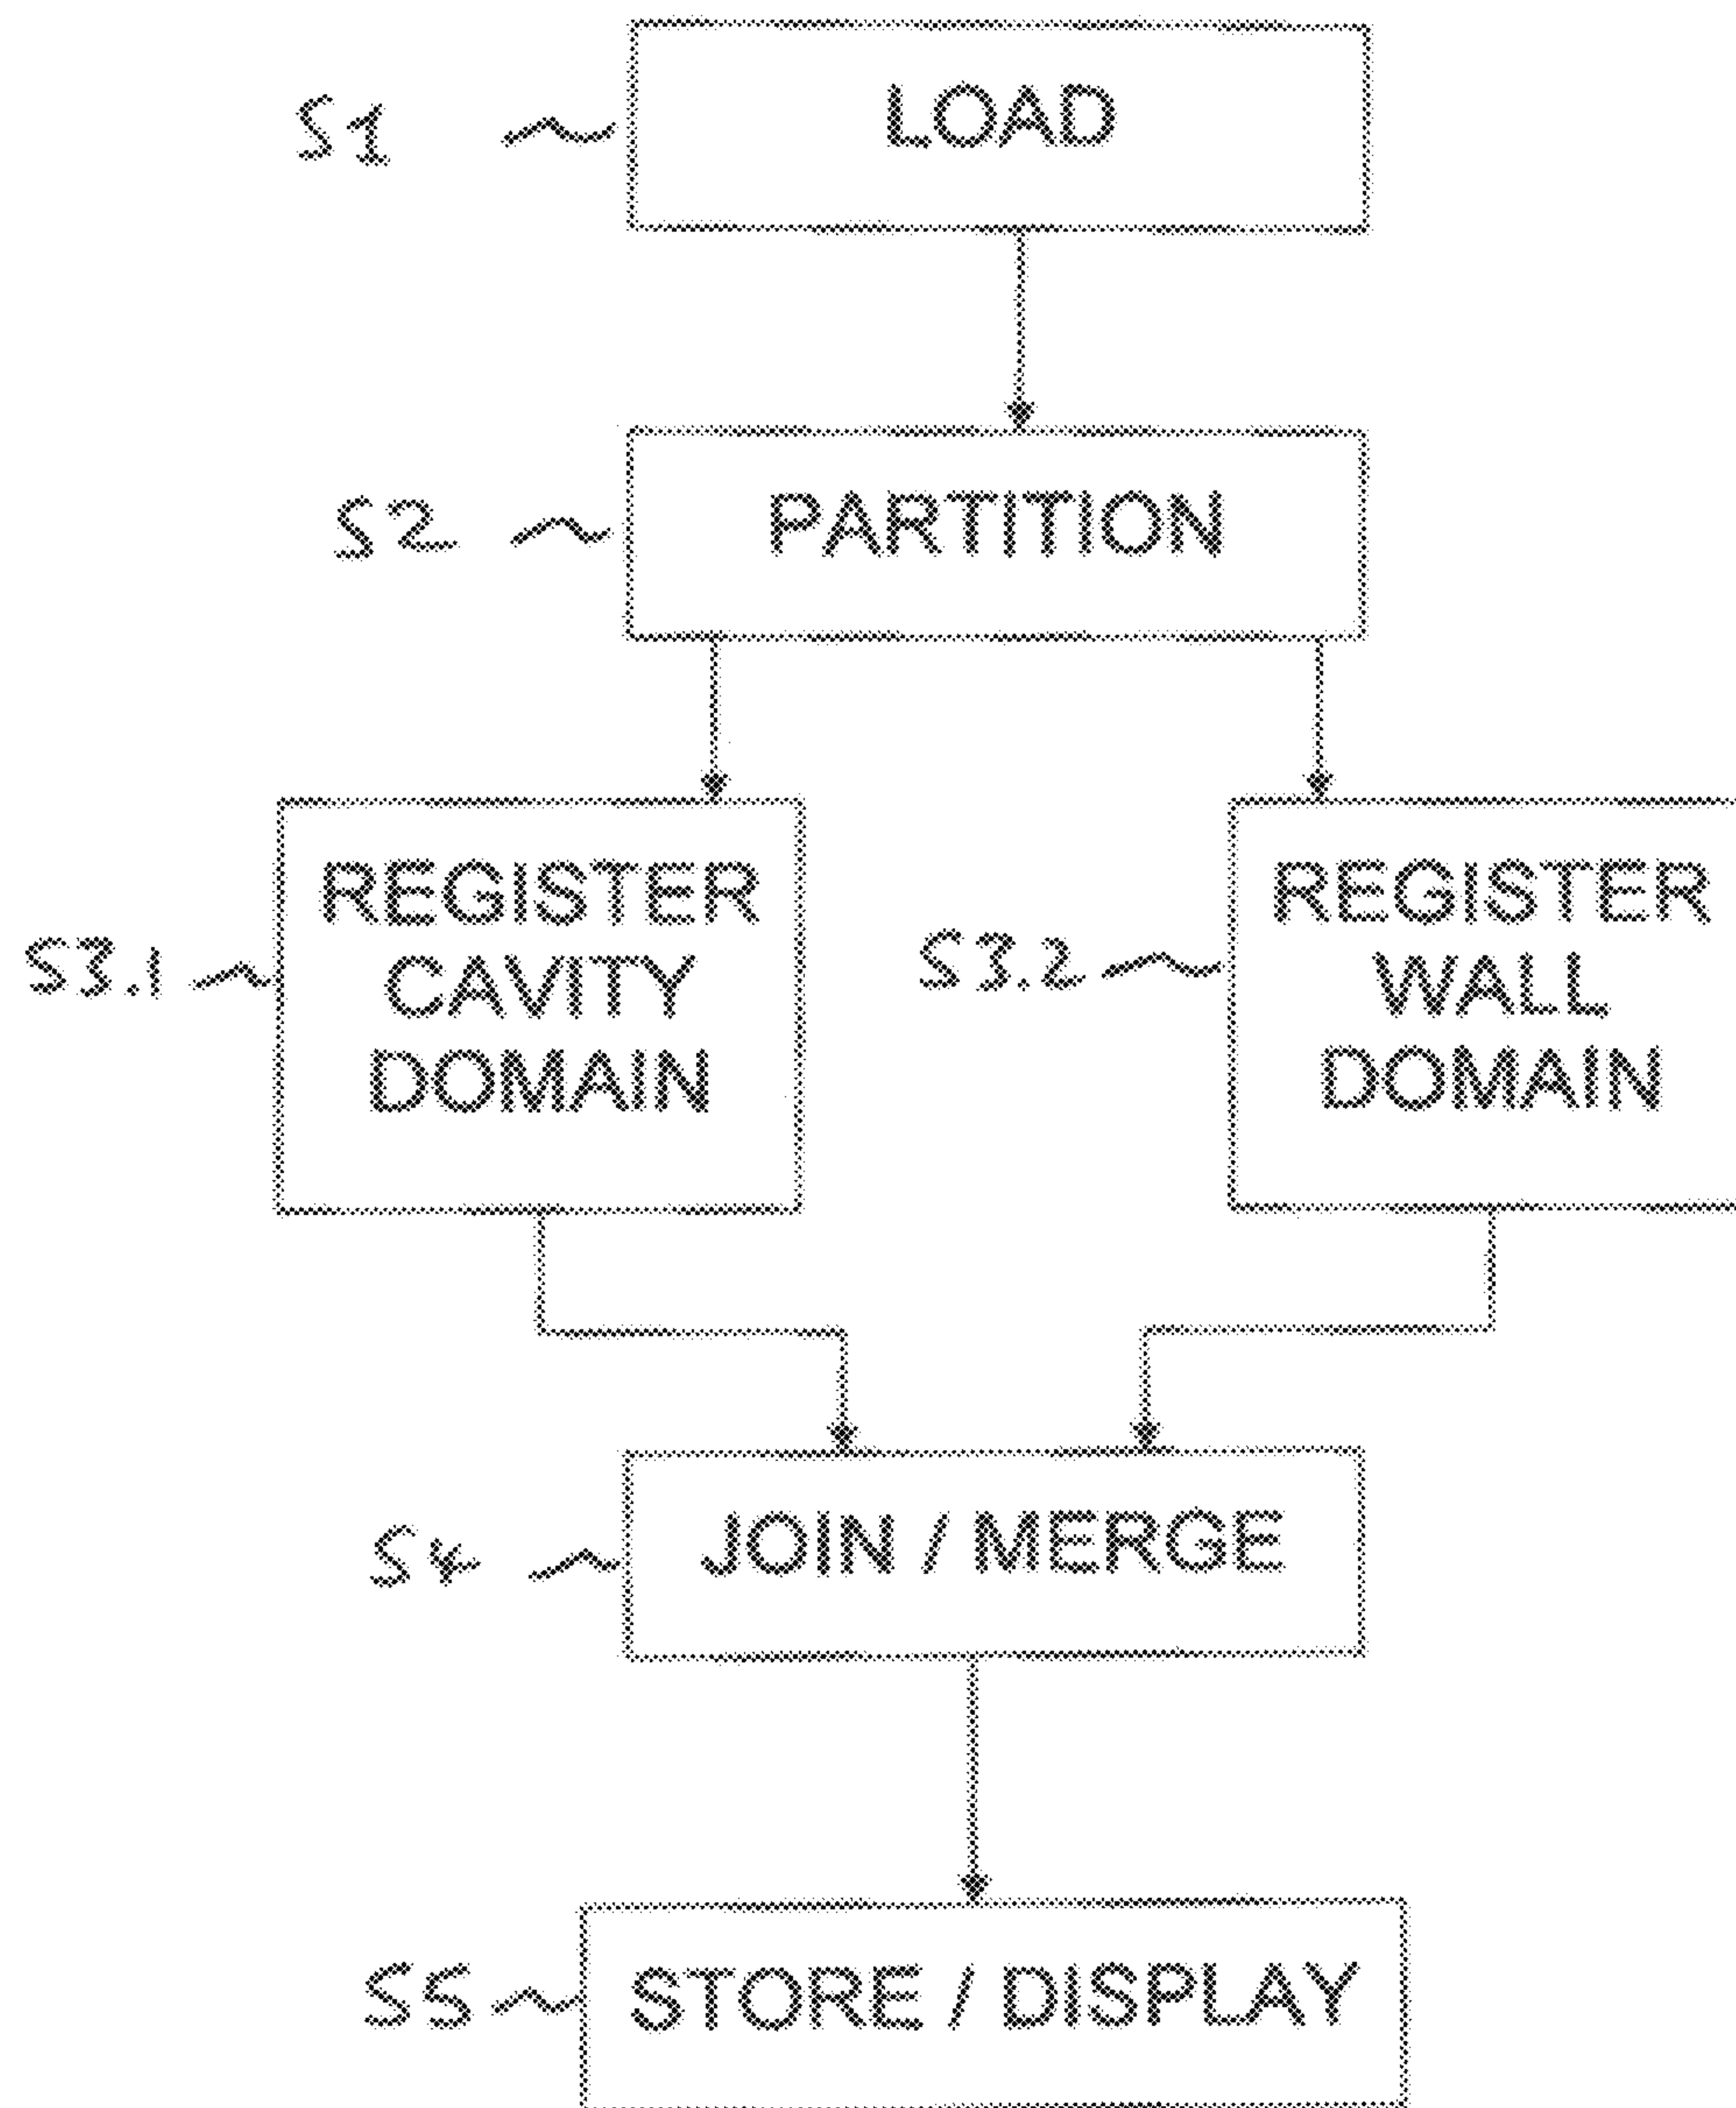 S1
LOAD
S2
PARTITION
S3.1
REGISTER
CAVITY
DOMAIN
S3.2
REGISTER
WALL
DOMAIN
S4
JOIN / MERGE
S5
STORE / DISPLAY